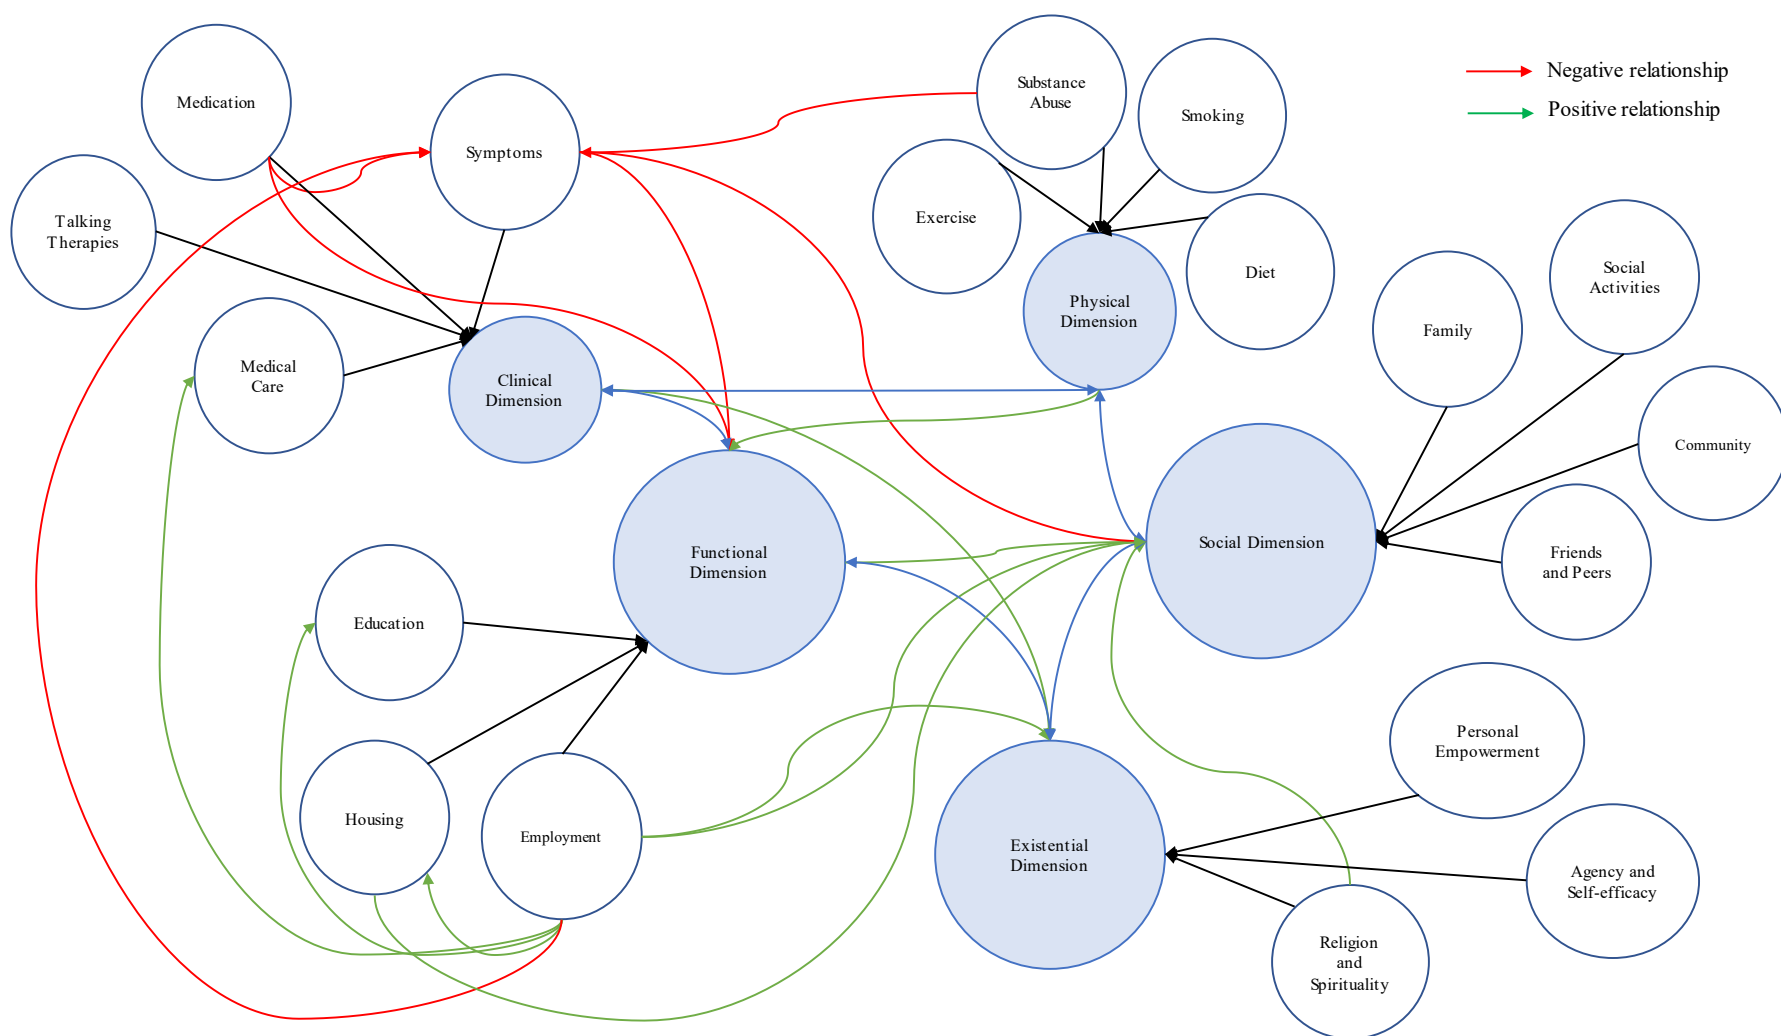 Medication
Symptoms
Substance
Abuse
Smoking
Negative relationship
Positive relationship
Talking
Therapies
Exercise
Diet
Physical
Dimension
Family
Social
Activities
Medical
Care
Clinical
Dimension
Community
Functional
Dimension
Social Dimension
Friends
and Peers
Education
Housing
Employment
Existential
Dimension
Personal
Empowerment
Agency and
Self-efficacy
Religion
and
Spirituality